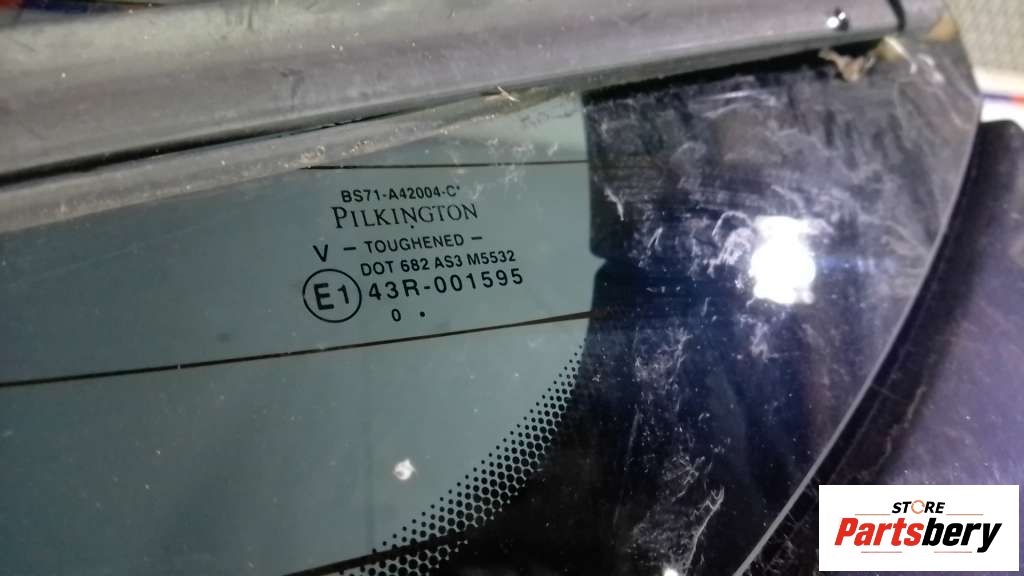 BS71-A42004-C*
PILKINGTON
V – TOUGHENED –
DOT 682 AS3 M5532
E1 43R-001595
0 •
STORE
Partsbery